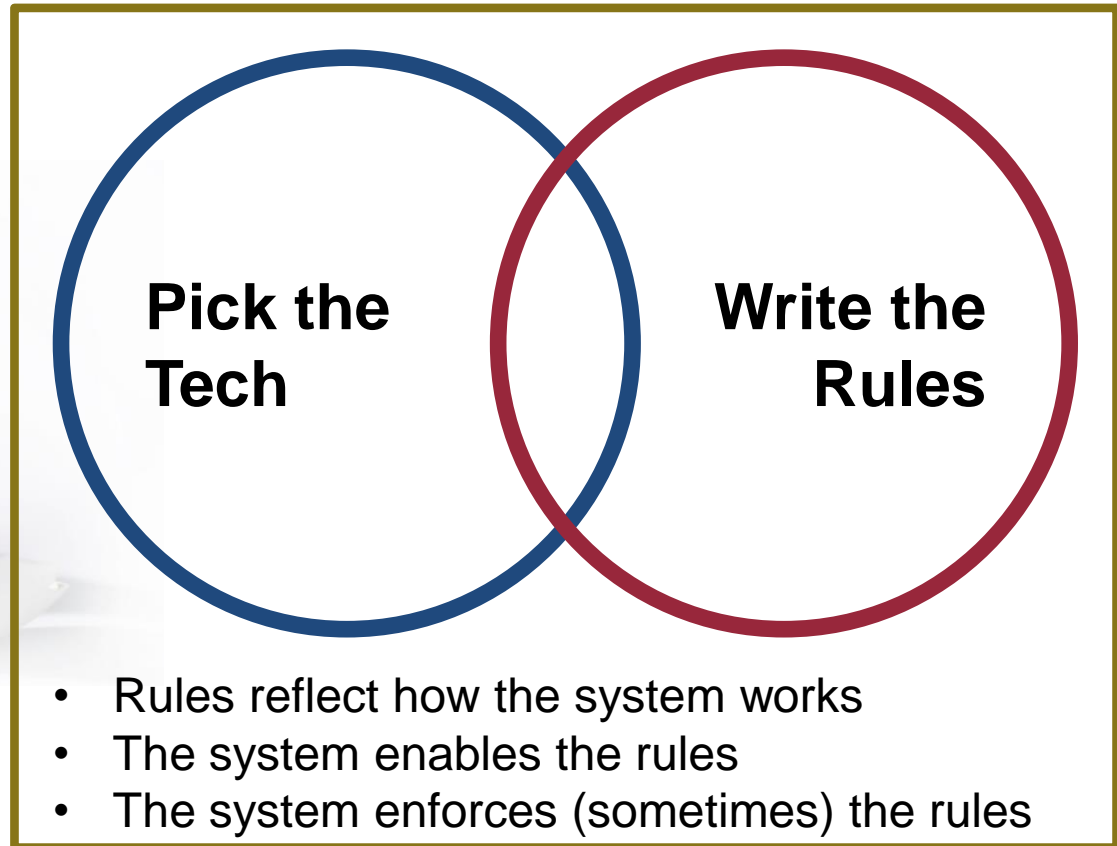 Pick the
Tech
Write the
Rules
• Rules reflect how the system works
• The system enables the rules
• The system enforces (sometimes) the rules